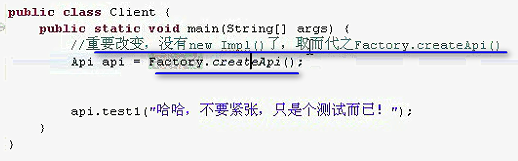 public class Client {
public static void main(String[] args) {
//重要改变，没有new Impl()了，取而代之Factory.createApi()
Api api = Factory.createApi();
api.test1("哈哈，不要紧张，只是个测试而已！");
}
}